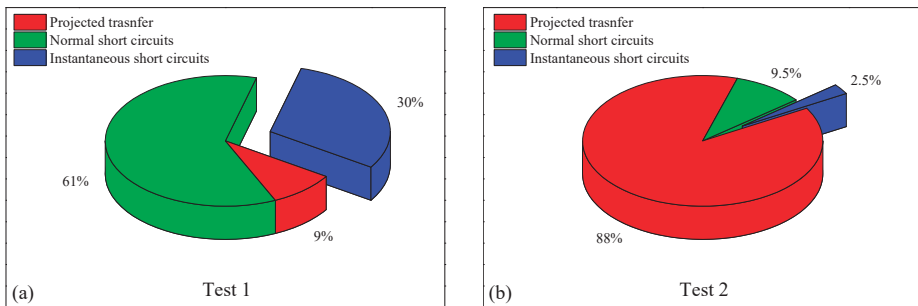 Projected trasnfer
Normal short circuits
Instantaneous short circuits
30%
61%
9%
(a)
Test 1
Projected trasnfer
Normal short circuits
Instantaneous short circuits
9.5%
2.5%
88%
(b)
Test 2